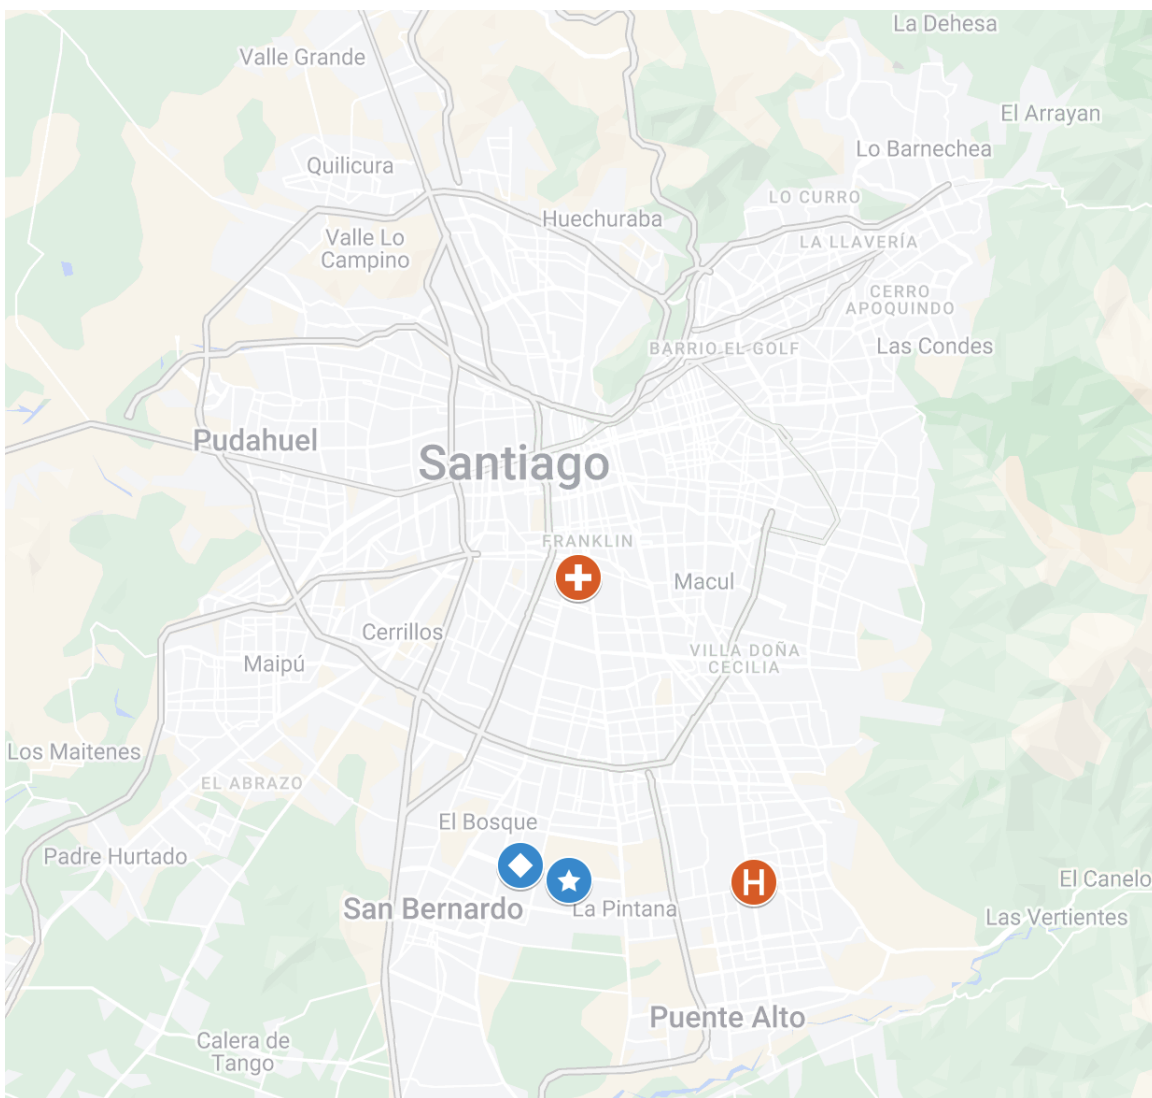 La Dehesa
Valle Grande
El Arrayan
Lo Barnechea
Quilicura
LO CURRO
Huechuraba
Valle Lo
Campino
LA LLAVERÍA
CERRO
APOQUINDO
BARRIO EL GOLF
Las Condes
Pudahuel
Santiago
FRANKLIN
Macul
Cerrillos
VILLA DOÑA
CECILIA
Maipú
Los Maitenes
EL ABRAZO
El Bosque
Padre Hurtado
H
El Canelo
San Bernardo
La Pintana
Las Vertientes
Puente Alto
Calera de
Tango